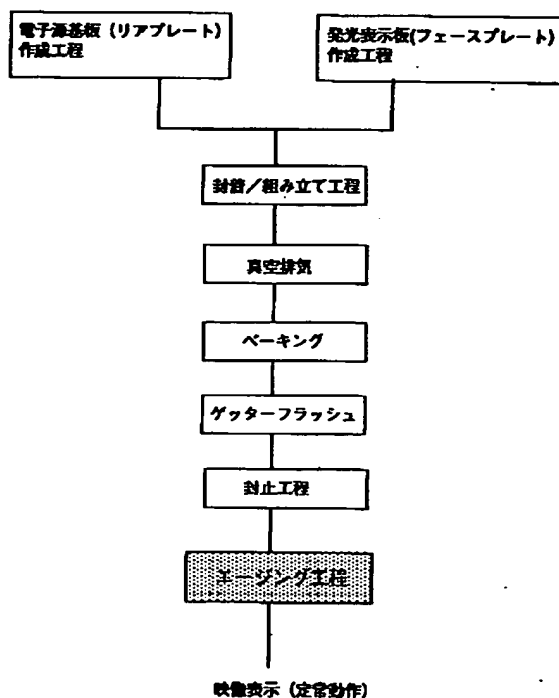 電子源基板（リアプレート）
作成工程
発光表示板(フェースプレート)
作成工程
封着／組み立て工程
真空排気
ベーキング
ゲッターフラッシュ
封止工程
エージング工程
映像表示（定常動作）